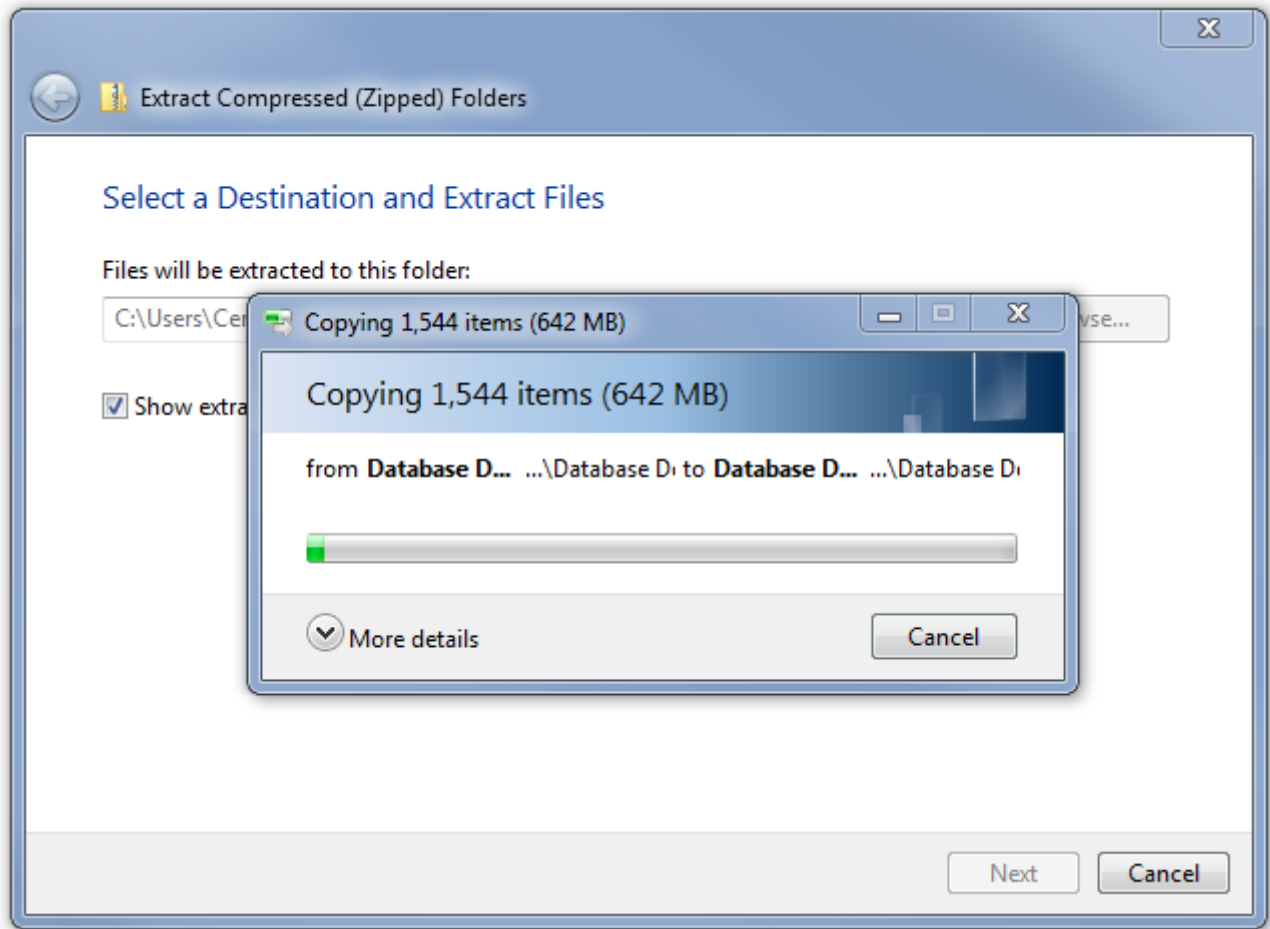 Extract Compressed (Zipped) Folders
Select a Destination and Extract Files
Files will be extracted to this folder:
C:\Users\Cer
wse...
Show extra
Copying 1,544 items (642 MB)
Copying 1,544 items (642 MB)
from Database D... ...\Database D to Database D... ...\Database D
More details
Cancel
Next
Cancel